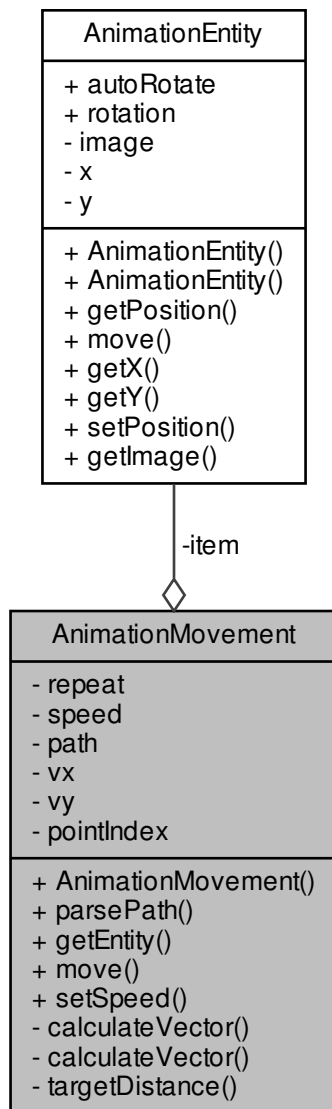 AnimationEntity
+ autoRotate
+ rotation
- image
- x
- y
+ AnimationEntity()
+ AnimationEntity()
+ getPosition()
+ move()
+ getX()
+ getY()
+ setPosition()
+ getImage()
-item
AnimationMovement
- repeat
- speed
- path
- vx
- vy
- pointIndex
+ AnimationMovement()
+ parsePath()
+ getEntity()
+ move()
+ setSpeed()
- calculateVector()
- calculateVector()
- targetDistance()